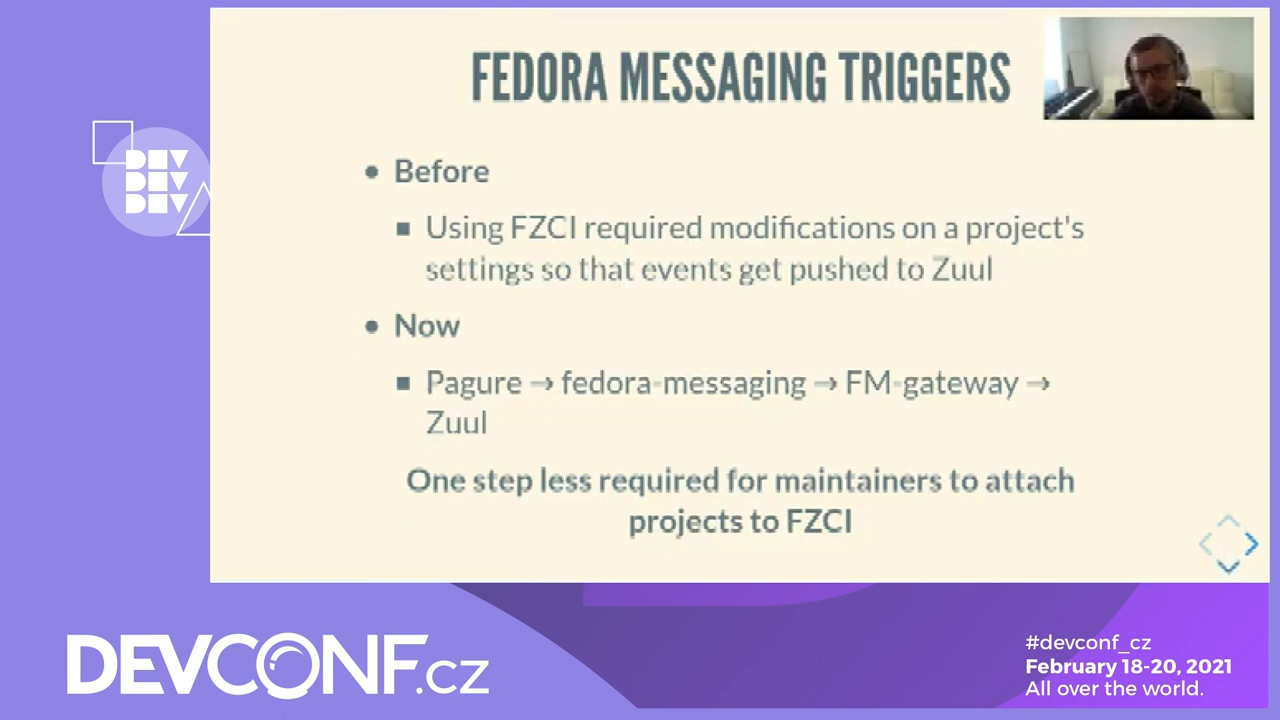 FEDORA MESSAGING TRIGGERS
Before
Using FZCI required modifications on a project's
settings so that events get pushed to Zuul
Now
Pagure → fedora-messaging → FM-gateway →
Zuul
One step less required for maintainers to attach
projects to FZCI
DEV
DEV
DEV
DEVCONF.cz
#devconf_cz
February 18-20, 2021
All over the world.